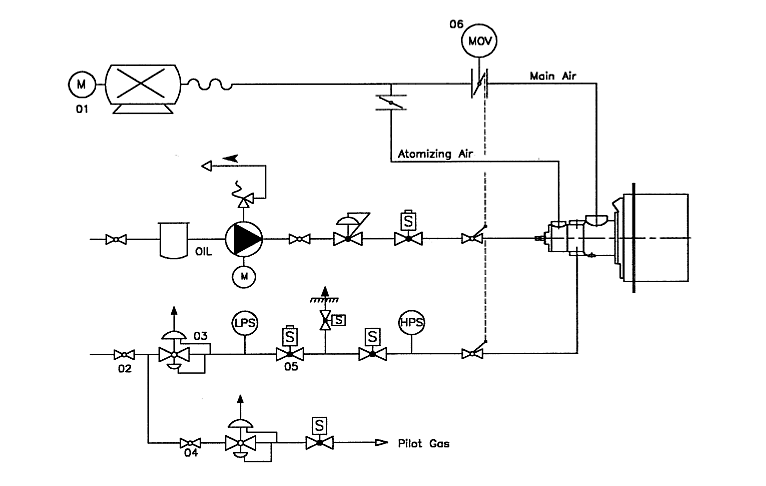 06
MOV
Main Air
M
01
Atomizing Air
S
OIL
M
03
LPS
S
HPS
S
S
02
05
S
04
Pilot Gas